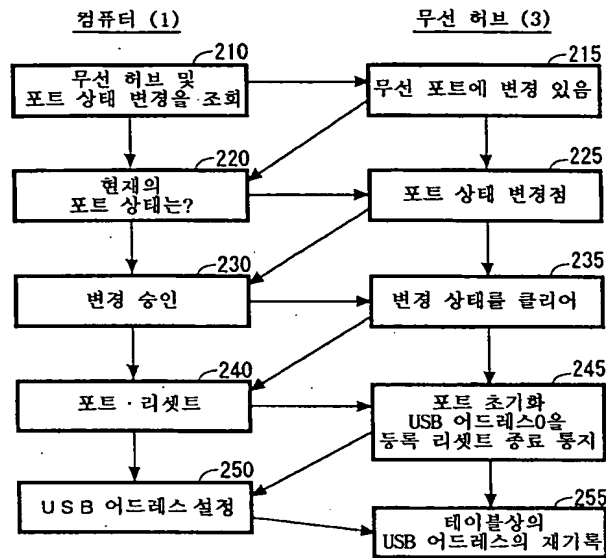 컴퓨터 (1)
무선 허브 (3)
210
무선 허브 및
포트 상태 변경을 조회
215
무선 포트에 변경 있음
220
현재의
포트 상태는?
225
포트 상태 변경점
230
변경 승인
235
변경 상태를 클리어
240
포트·리셋트
245
포트 초기화
USB 어드레스0을
등록 리셋트 종료 통지
250
USB 어드레스 설정
255
테이블상의
USB 어드레스의 재기록